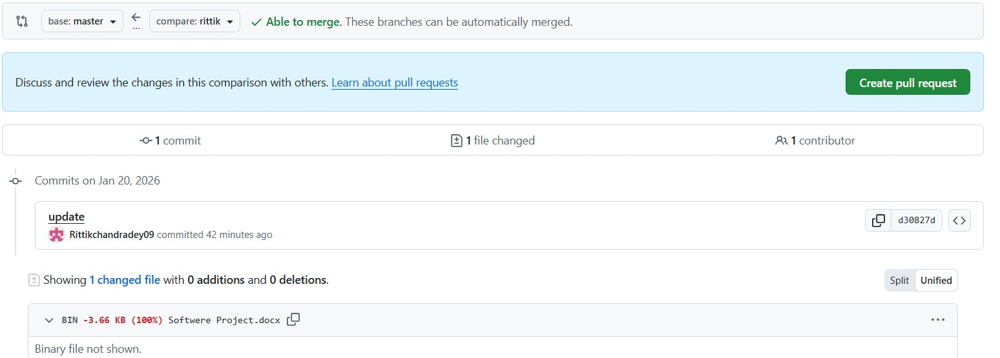 base: master ← compare: rittik ✓ Able to merge. These branches can be automatically merged.
Discuss and review the changes in this comparison with others. Learn about pull requests Create pull request
1 commit 1 file changed 1 contributor
Commits on Jan 20, 2026
update
d30827d
Rittikchandradey09 committed 42 minutes ago
Showing 1 changed file with 0 additions and 0 deletions. Split Unified
BIN -3.66 KB (100%) Softwere Project.docx
Binary file not shown.